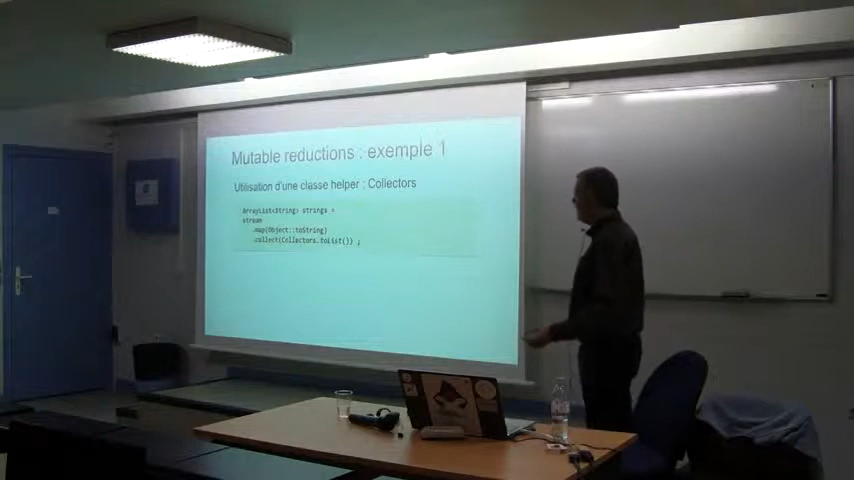 Mutable reductions : exemple 1
Utilisation d'une classe helper : Collectors
ArrayList<String> strings =
stream
.map(Object::toString)
.collect(Collectors.toList()) ;